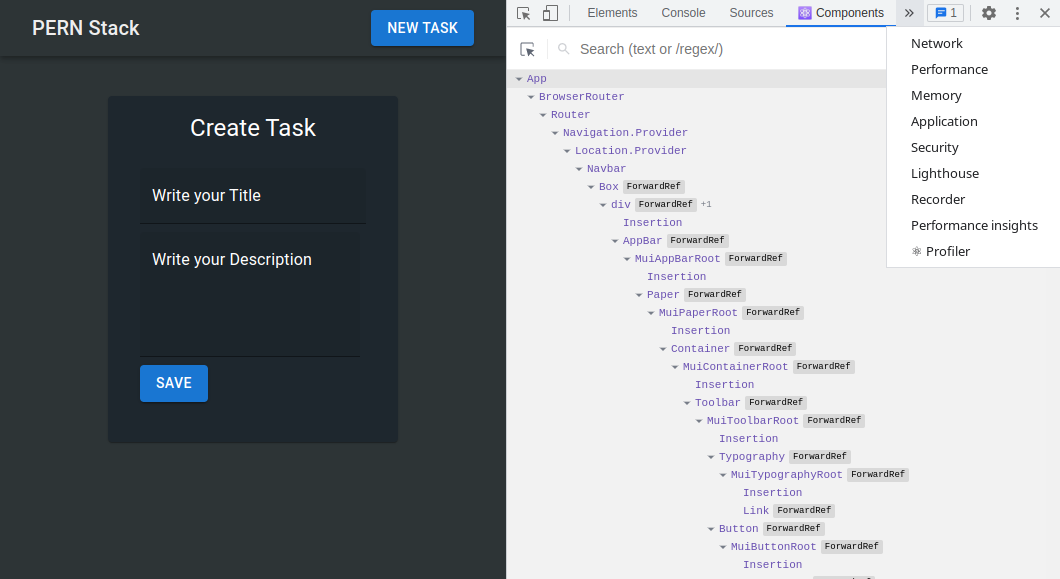 PERN Stack
NEW TASK
Create Task
Write your Title
Write your Description
SAVE
Elements Console Sources Components 1
Search (text or /regex/)
Network
Performance
Memory
Application
Security
Lighthouse
Recorder
Performance insights
Profiler
App
BrowserRouter
Router
Navigation.Provider
Location.Provider
Navbar
Box ForwardRef
div ForwardRef +1
Insertion
AppBar ForwardRef
MuiAppBarRoot ForwardRef
Insertion
Paper ForwardRef
MuiPaperRoot ForwardRef
Insertion
Container ForwardRef
MuiContainerRoot ForwardRef
Insertion
Toolbar ForwardRef
MuiToolbarRoot ForwardRef
Insertion
Typography ForwardRef
MuiTypographyRoot ForwardRef
Insertion
Link ForwardRef
Button ForwardRef
MuiButtonRoot ForwardRef
Insertion